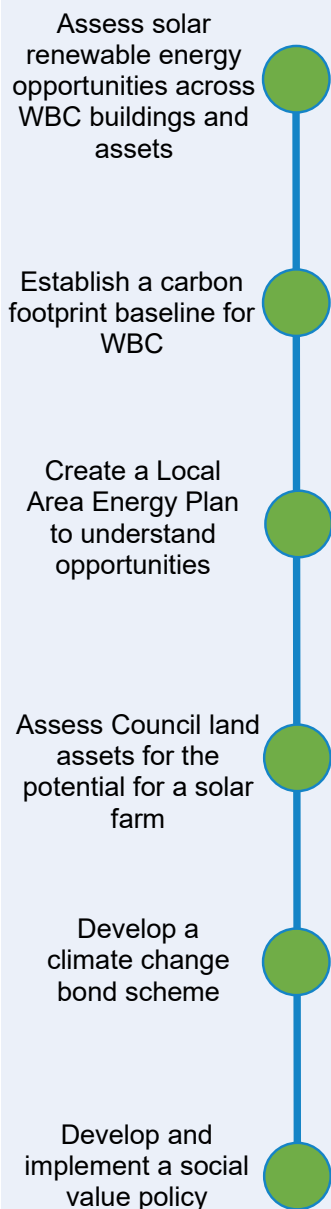 Assess solar
renewable energy
opportunities across
WBC buildings and
assets
Establish a carbon
footprint baseline for
WBC
Create a Local
Area Energy Plan
to understand
opportunities
Assess Council land
assets for the
potential for a solar
farm
Develop a
climate change
bond scheme
Develop and
implement a social
value policy